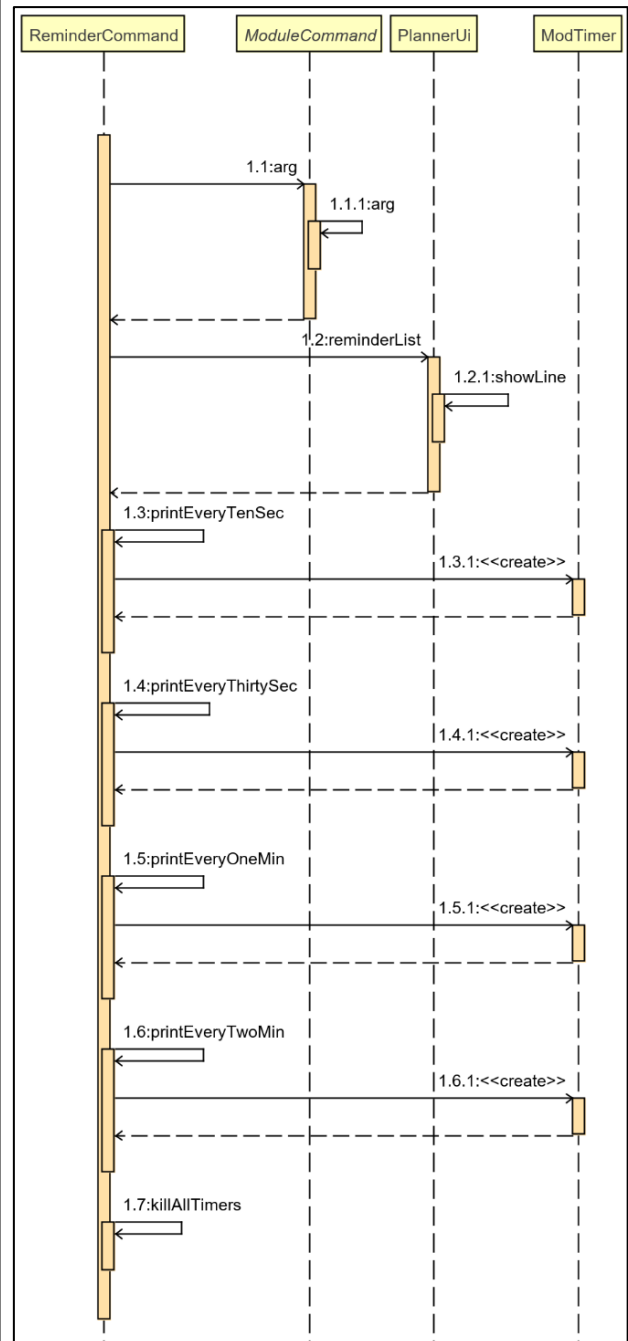 ReminderCommand
ModuleCommand
PlannerUi
ModTimer
1.1:arg
1.1.1:arg
1.2:reminderList
1.2.1:showLine
1.3:printEveryTenSec
1.3.1:<<create>>
1.4:printEveryThirtySec
1.4.1:<<create>>
1.5:printEveryOneMin
1.5.1:<<create>>
1.6:printEveryTwoMin
1.6.1:<<create>>
1.7:killAllTimers